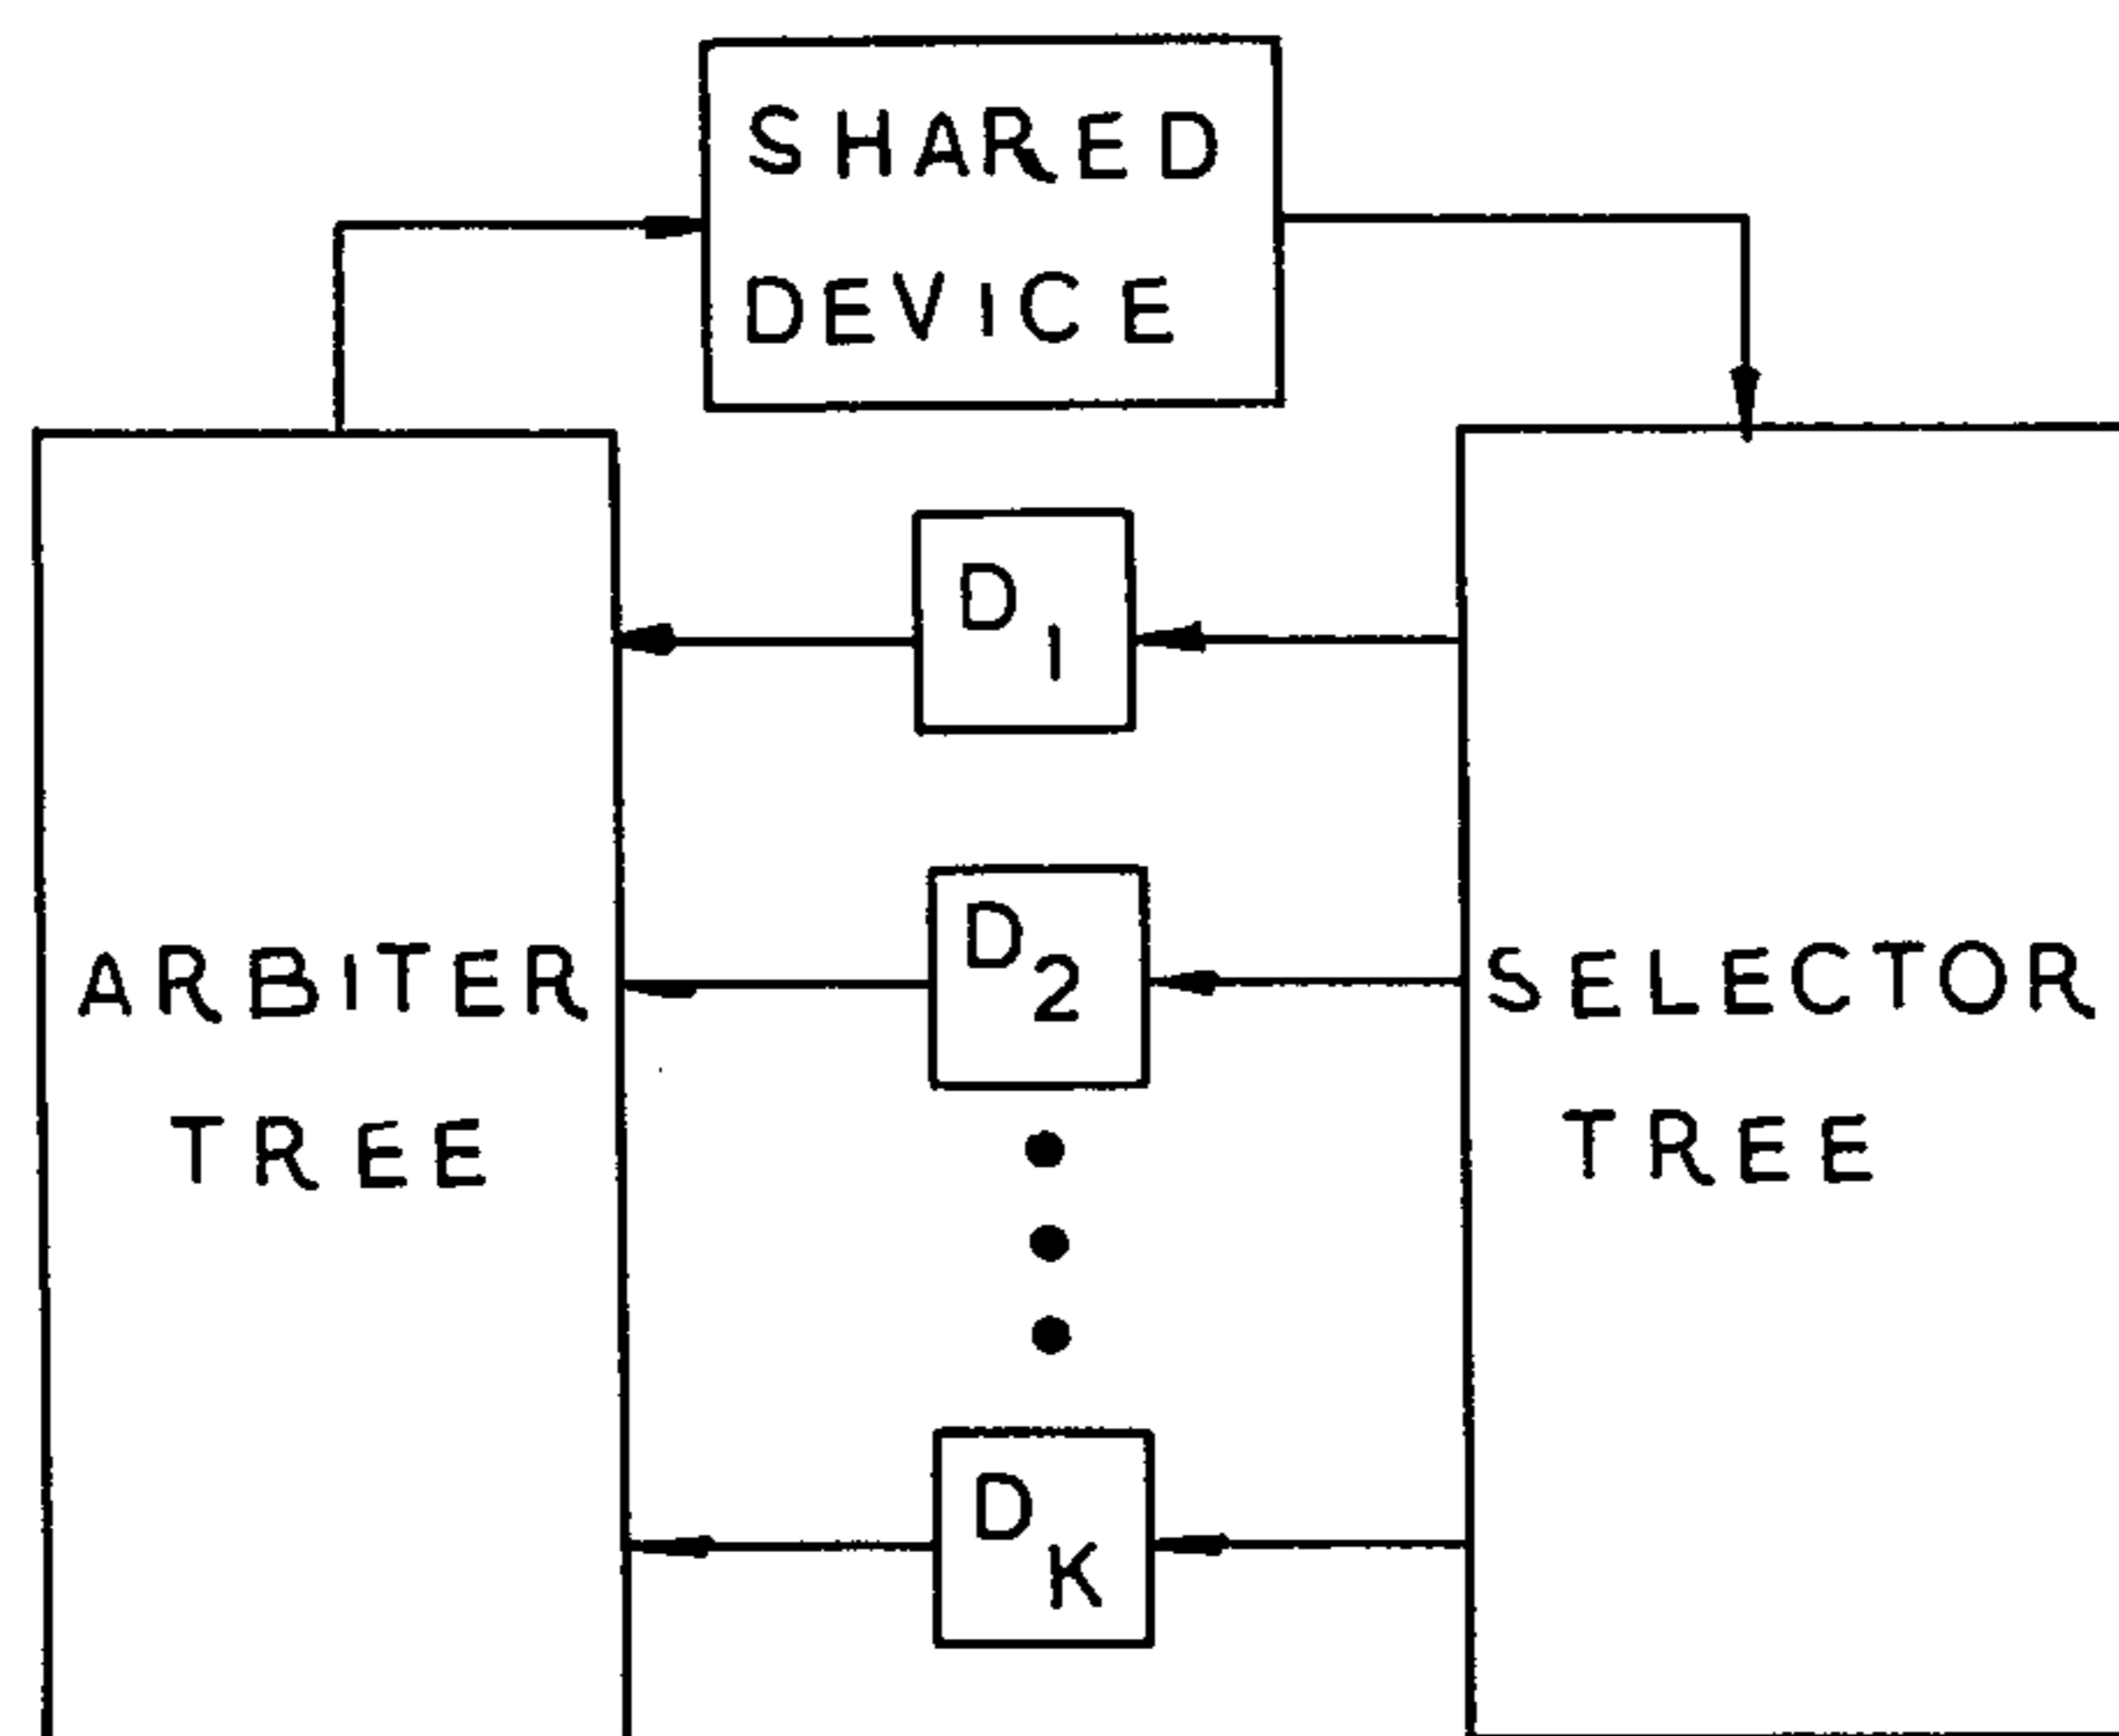 SHARED
DEVICE
D1
D2
ARBITER
TREE
SELECTOR
TREE
DK